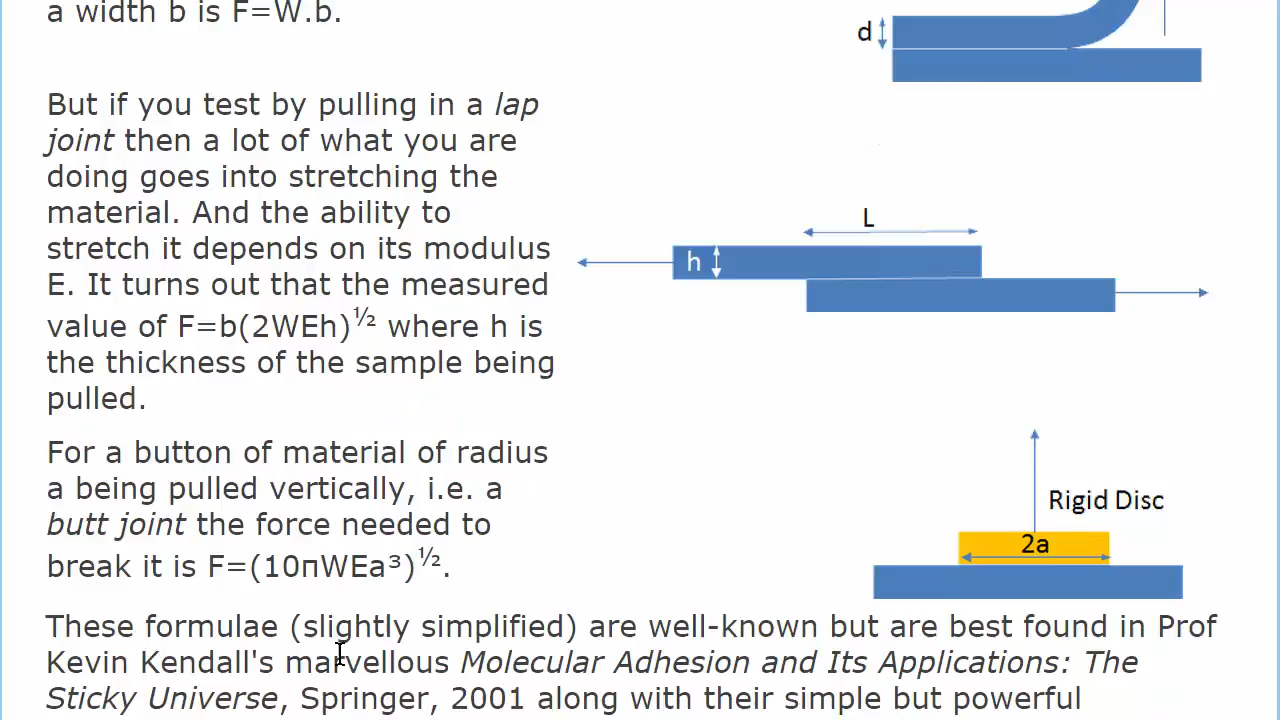 a width b is F=W.b.
d
But if you test by pulling in a lap
joint then a lot of what you are
doing goes into stretching the
material. And the ability to
stretch it depends on its modulus
E. It turns out that the measured
value of F=b(2WEh)½ where h is
the thickness of the sample being
pulled.
L
h
For a button of material of radius
a being pulled vertically, i.e. a
butt joint the force needed to
break it is F=(10πWEa³)½.
Rigid Disc
2a
These formulae (slightly simplified) are well-known but are best found in Prof
Kevin Kendall's marvellous Molecular Adhesion and Its Applications: The
Sticky Universe, Springer, 2001 along with their simple but powerful